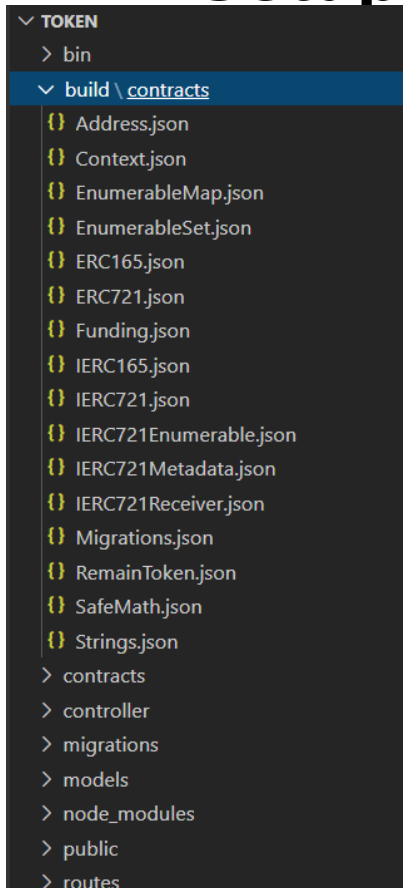 TOKEN
bin
build \ contracts
{} Address.json
{} Context.json
{} EnumerableMap.json
{} EnumerableSet.json
{} ERC165.json
{} ERC721.json
{} Funding.json
{} IERC165.json
{} IERC721.json
{} IERC721Enumerable.json
{} IERC721Metadata.json
{} IERC721Receiver.json
{} Migrations.json
{} RemainToken.json
{} SafeMath.json
{} Strings.json
contracts
controller
migrations
models
node_modules
public
routes